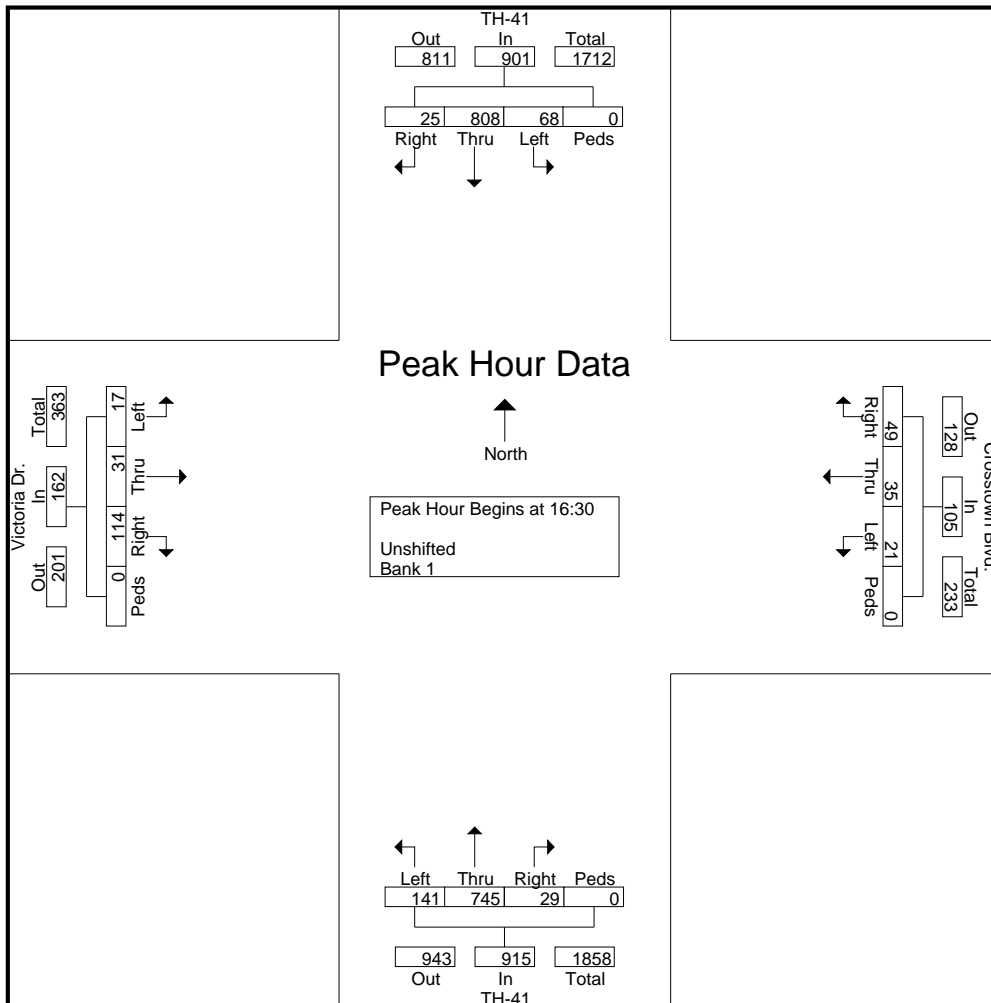 TH-41
Out In Total
811 901 1712
25 808 68 0
Right Thru Left Peds
Peak Hour Data
North
Peak Hour Begins at 16:30
Unshifted
Bank 1
Victoria Dr.
Out In Total
201 162 363
17 31 114 0
Left Thru Right Peds
Right Thru Left Peds
49 35 21 0
128 105 233
Out In Total
Crosstown Blvd.
Left Thru Right Peds
141 745 29 0
943 915 1858
Out In Total
TH-41